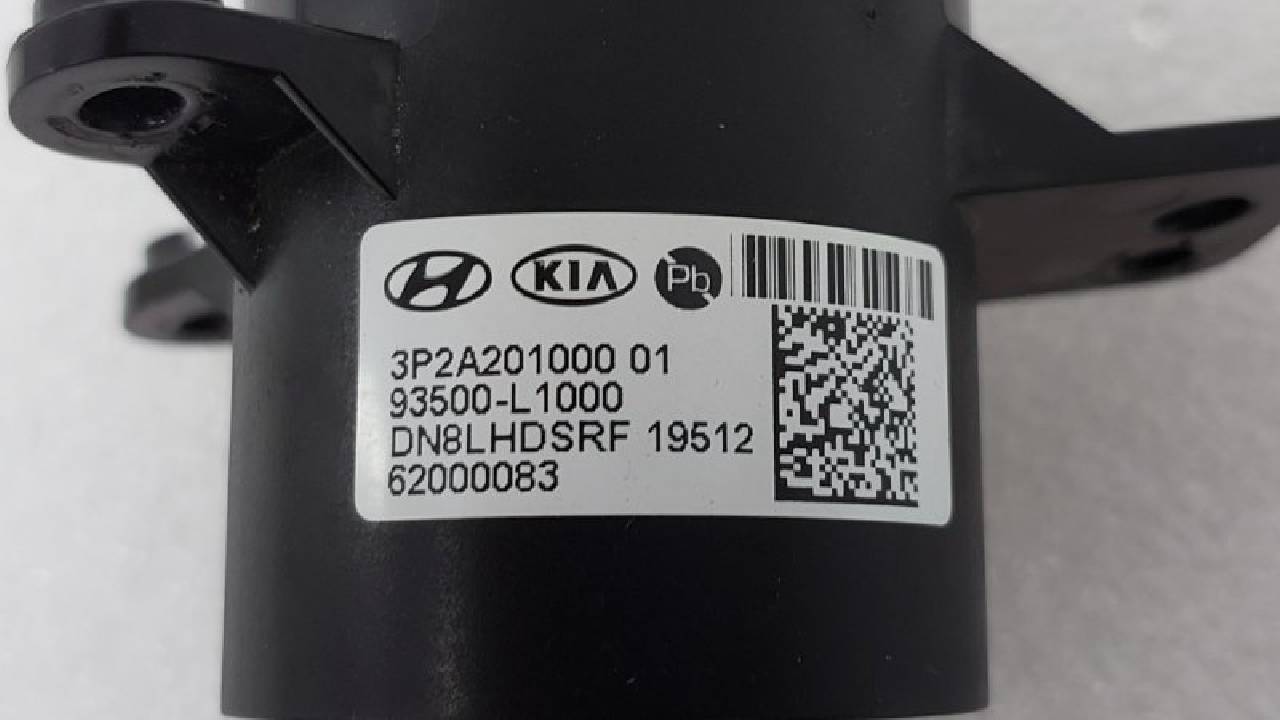 KIA Pb
3P2A201000 01
93500-L1000
DN8LHDSRF 19512
62000083